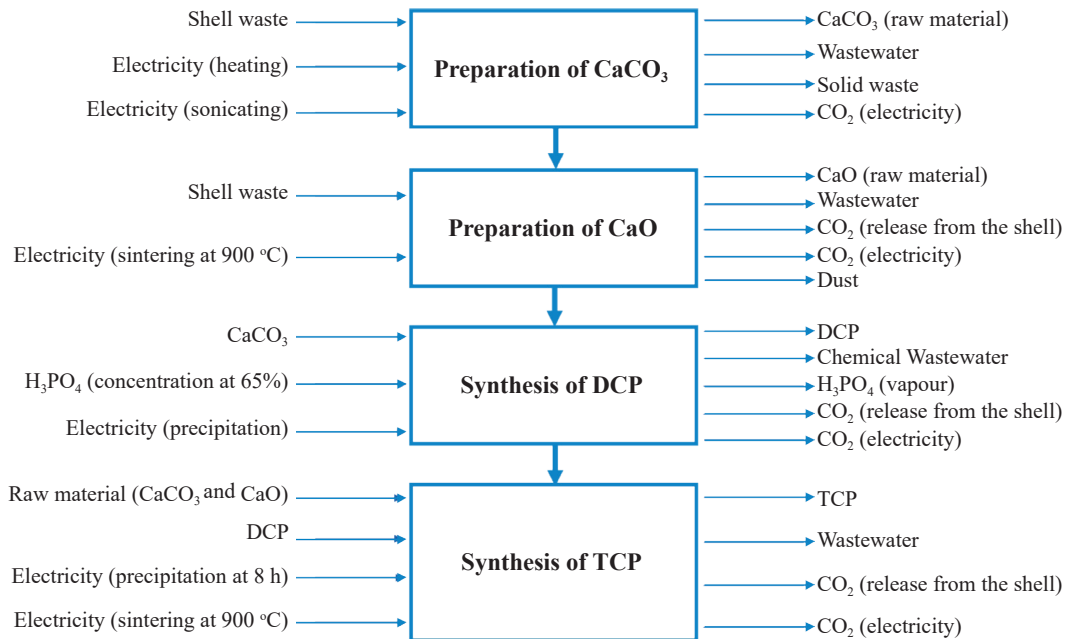 Shell waste
Electricity (heating)
Electricity (sonicating)
Preparation of CaCO₃
CaCO₃ (raw material)
Wastewater
Solid waste
CO₂ (electricity)
Shell waste
Electricity (sintering at 900 °C)
Preparation of CaO
CaO (raw material)
Wastewater
CO₂ (release from the shell)
CO₂ (electricity)
Dust
CaCO₃
H₃PO₄ (concentration at 65%)
Electricity (precipitation)
Synthesis of DCP
DCP
Chemical Wastewater
H₃PO₄ (vapour)
CO₂ (release from the shell)
CO₂ (electricity)
Raw material (CaCO₃ and CaO)
DCP
Electricity (precipitation at 8 h)
Electricity (sintering at 900 °C)
Synthesis of TCP
TCP
Wastewater
CO₂ (release from the shell)
CO₂ (electricity)